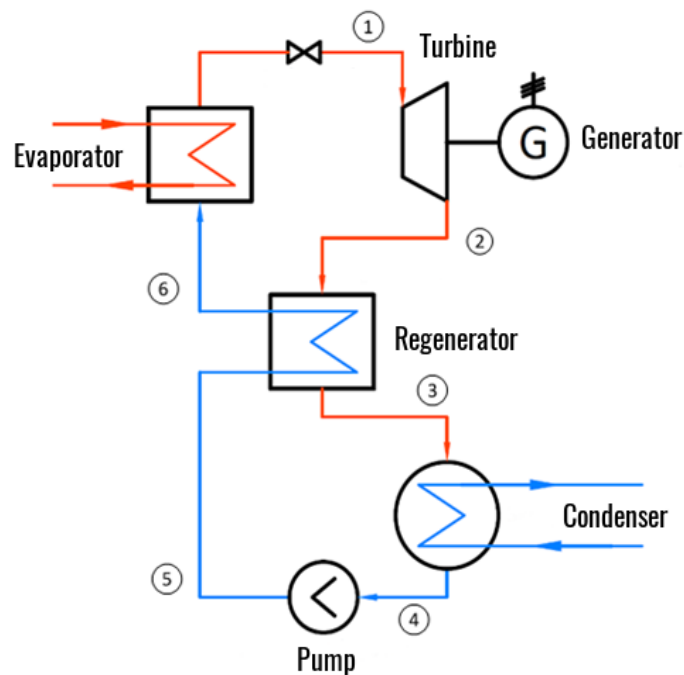 1
Turbine
Evaporator
G
Generator
2
6
Regenerator
3
Condenser
5
4
Pump